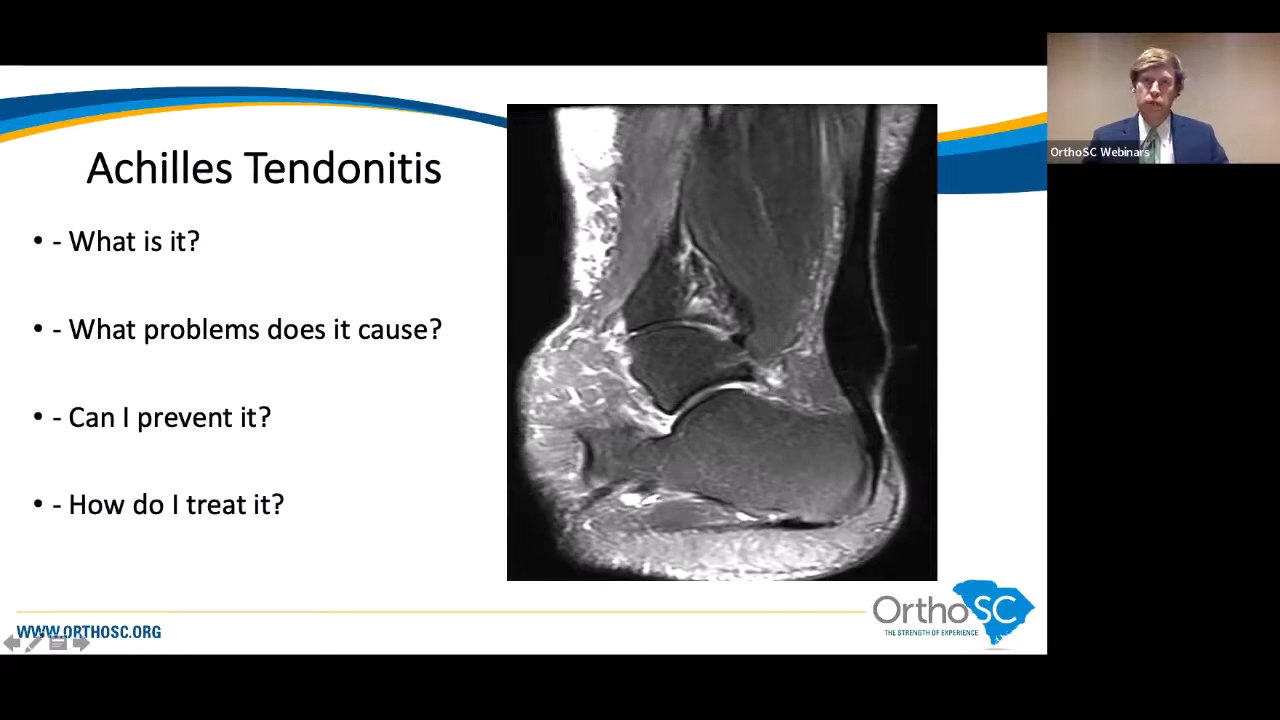 OrthoSC Webinars
Achilles Tendonitis
• - What is it?
• - What problems does it cause?
• - Can I prevent it?
• - How do I treat it?
OrthoSC
THE STRENGTH OF EXPERIENCE
WWW.ORTHOSC.ORG